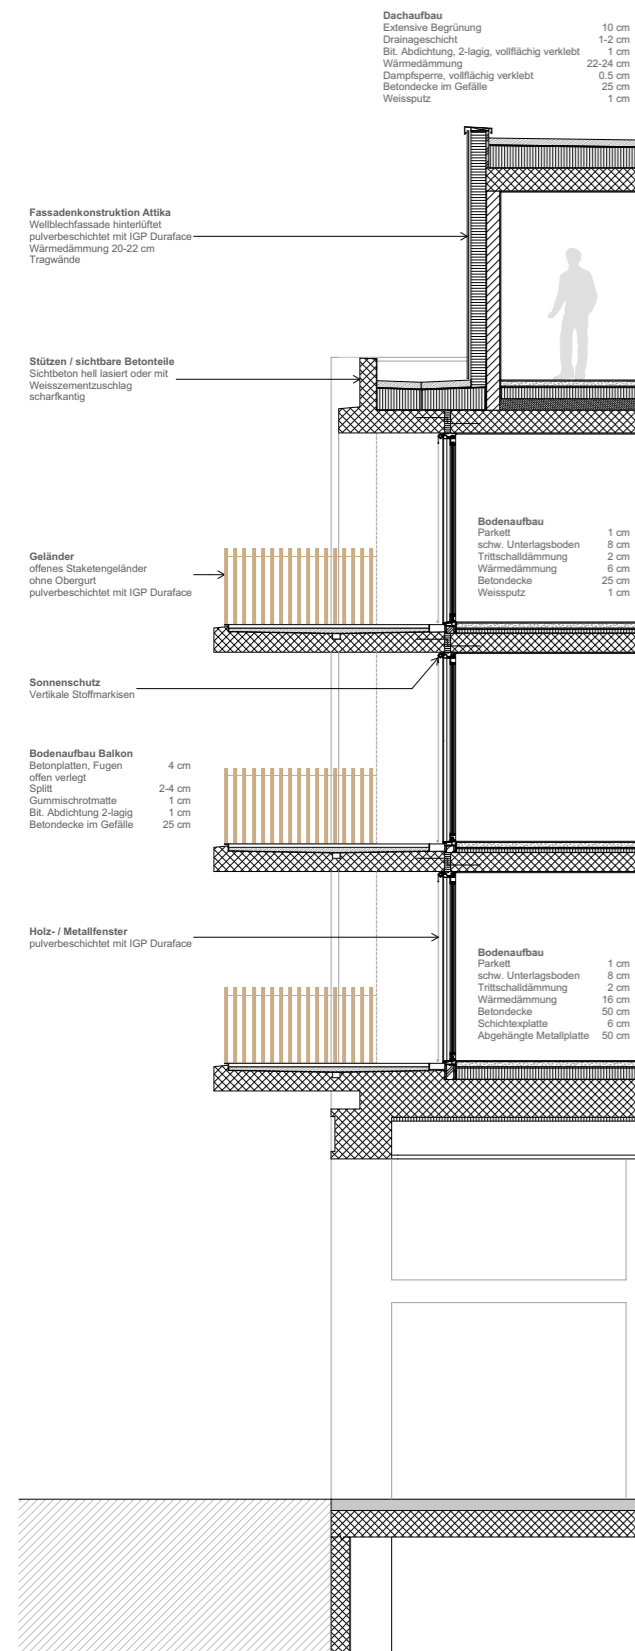 Dachaufbau
Extensive Begrünung 10 cm
Drainageschicht 1-2 cm
Bit. Abdichtung, 2-lagig, vollflächig verklebt 1 cm
Wärmedämmung 22-24 cm
Dampfsperre, vollflächig verklebt 0.5 cm
Betondecke im Gefälle 25 cm
Weissputz 1 cm
Fassadenkonstruktion Attika
Wellblechfassade hinterlüftet
pulverbeschichtet mit IGP Duraface
Wärmedämmung 20-22 cm
Tragwände
Stützen / sichtbare Betonteile
Sichtbeton hell lasiert oder mit
Weisszementzuschlag
scharfkantig
Bodenaufbau
Parkett 1 cm
schw. Unterlagsboden 8 cm
Trittschalldämmung 2 cm
Wärmedämmung 6 cm
Betondecke 25 cm
Weissputz 1 cm
Geländer
offenes Staketengeländer
ohne Obergurt
pulverbeschichtet mit IGP Duraface
Sonnenschutz
Vertikale Stoffmarkisen
Bodenaufbau Balkon
Betonplatten, Fugen 4 cm
offen verlegt
Splitt 2-4 cm
Gummischrotmatte 1 cm
Bit. Abdichtung 2-lagig 1 cm
Betondecke im Gefälle 25 cm
Holz- / Metallfenster
pulverbeschichtet mit IGP Duraface
Bodenaufbau
Parkett 1 cm
schw. Unterlagsboden 8 cm
Trittschalldämmung 2 cm
Wärmedämmung 16 cm
Betondecke 50 cm
Schichtexplatte 6 cm
Abgehängte Metallplatte 50 cm